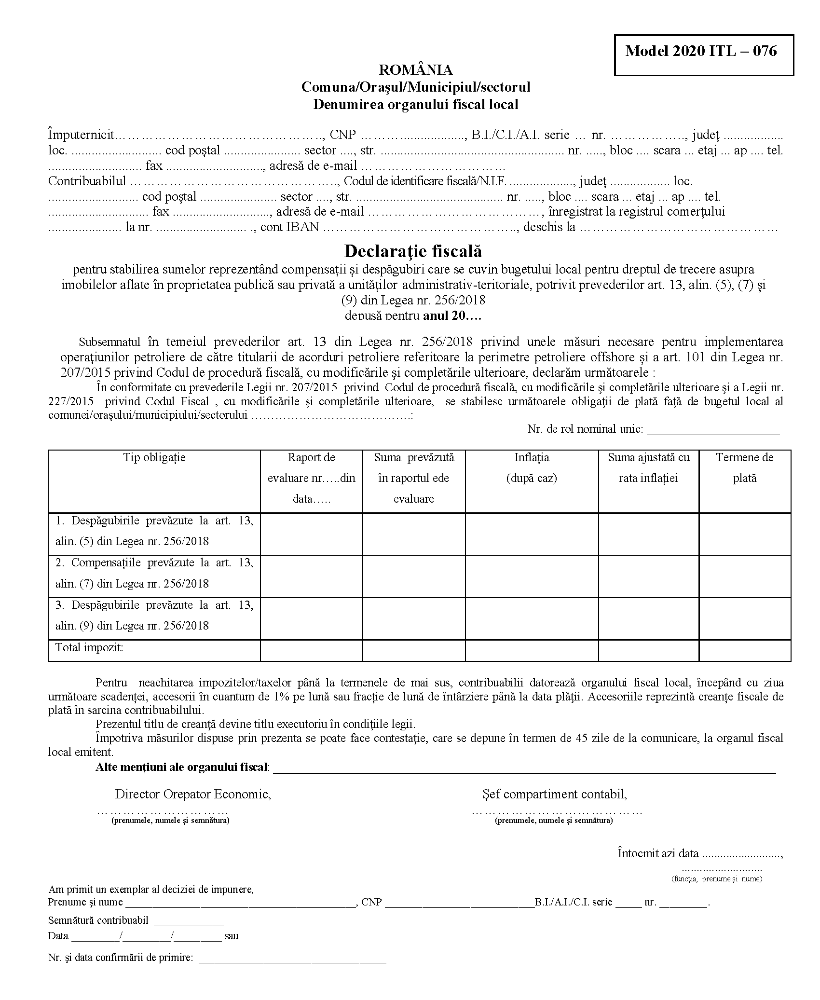 Model 2020 ITL – 076
ROMÂNIA
Comuna/Oraşul/Municipiul/sectorul
Denumirea organului fiscal local
Împuternicit…………………………………………., CNP ………..................., B.I./C.I./A.I. serie … nr. …………….., judeţ ..................
loc. ........................... cod poştal ....................... sector ...., str. ....................................................... nr. ....., bloc .... scara ... etaj ... ap .... tel.
............................ fax ............................., adresă de e-mail ……………………………
Contribuabilul ……………………………………….., Codul de identificare fiscală/N.I.F. ..................., judeţ .................. loc.
........................... cod poştal ....................... sector ...., str. ............................................ nr. ....., bloc .... scara ... etaj ... ap .... tel.
.............................. fax ............................., adresă de e-mail …………………………………, înregistrat la registrul comerţului
...................... la nr. ........................... ., cont IBAN …………………………………….., deschis la ………………………………………
Declaraţie fiscală
pentru stabilirea sumelor reprezentând compensații și despăgubiri care se cuvin bugetului local pentru dreptul de trecere asupra
imobilelor aflate în proprietatea publică sau privată a unităților administrativ-teritoriale, potrivit prevederilor art. 13, alin. (5), (7) și
(9) din Legea nr. 256/2018
depusă pentru anul 20….
Subsemnatul în temeiul prevederilor art. 13 din Legea nr. 256/2018 privind unele măsuri necesare pentru implementarea
operaţiunilor petroliere de către titularii de acorduri petroliere referitoare la perimetre petroliere offshore și a art. 101 din Legea nr.
207/2015 privind Codul de procedură fiscală, cu modificările şi completările ulterioare, declarăm următoarele :
În conformitate cu prevederile Legii nr. 207/2015 privind Codul de procedură fiscală, cu modificările şi completările ulterioare şi a Legii nr.
227/2015 privind Codul Fiscal , cu modificările şi completările ulterioare, se stabilesc următoarele obligaţii de plată faţă de bugetul local al
comunei/oraşului/municipiului/sectorului ………………………………….:
Nr. de rol nominal unic: ______________________
Tip obligație
Raport de
evaluare nr…..din
data…..
Suma prevăzută
în raportul ede
evaluare
Inflația
(după caz)
Suma ajustată cu
rata inflației
Termene de
plată
1. Despăgubirile prevăzute la art. 13,
alin. (5) din Legea nr. 256/2018
2. Compensațiile prevăzute la art. 13,
alin. (7) din Legea nr. 256/2018
3. Despăgubirile prevăzute la art. 13,
alin. (9) din Legea nr. 256/2018
Total impozit:
Pentru neachitarea impozitelor/taxelor până la termenele de mai sus, contribuabilii datorează organului fiscal local, începând cu ziua
următoare scadenței, accesorii în cuantum de 1% pe lună sau fracție de lună de întârziere până la data plăţii. Accesoriile reprezintă creanțe fiscale de
plată în sarcina contribuabilului.
Prezentul titlu de creanţă devine titlu executoriu în condiţiile legii.
Împotriva măsurilor dispuse prin prezenta se poate face contestaţie, care se depune în termen de 45 zile de la comunicare, la organul fiscal
local emitent.
Alte mențiuni ale organului fiscal: ______________________
Director Orepator Economic,
…………………………
(prenumele, numele şi semnătura)
Şef compartiment contabil,
…………………………………
(prenumele, numele şi semnătura)
Întocmit azi data ..........................,
...........................
(funcţia, prenume şi nume)
Am primit un exemplar al deciziei de impunere,
Prenume şi nume ___________________________________________, CNP ____________________________B.I./A.I./C.I. serie _____ nr. _________.
Semnătură contribuabil _____________
Data _________/_________/_________ sau
Nr. şi data confirmării de primire: ___________________________________